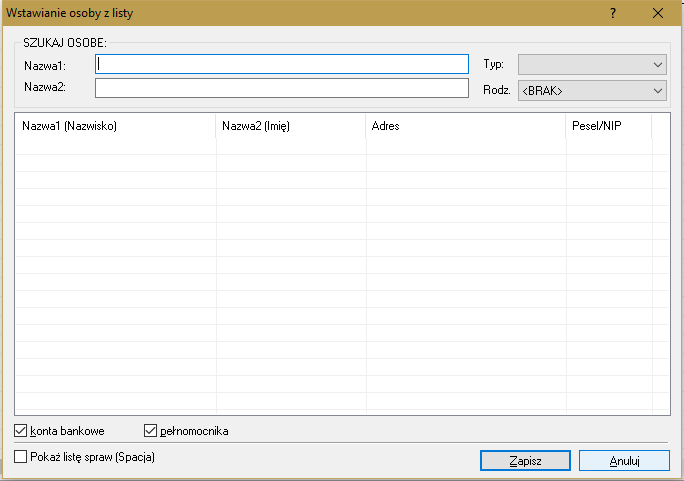 Wstawianie osoby z listy
SZUKAJ OSOBE:
Nazwa1:
Typ:
Nazwa2:
Rodz. <BRAK>
Nazwa1 (Nazwisko) Nazwa2 (Imię) Adres Pesel/NIP
konta bankowe pełnomocnika
Pokaż listę spraw (Spacja)
Zapisz Anuluj